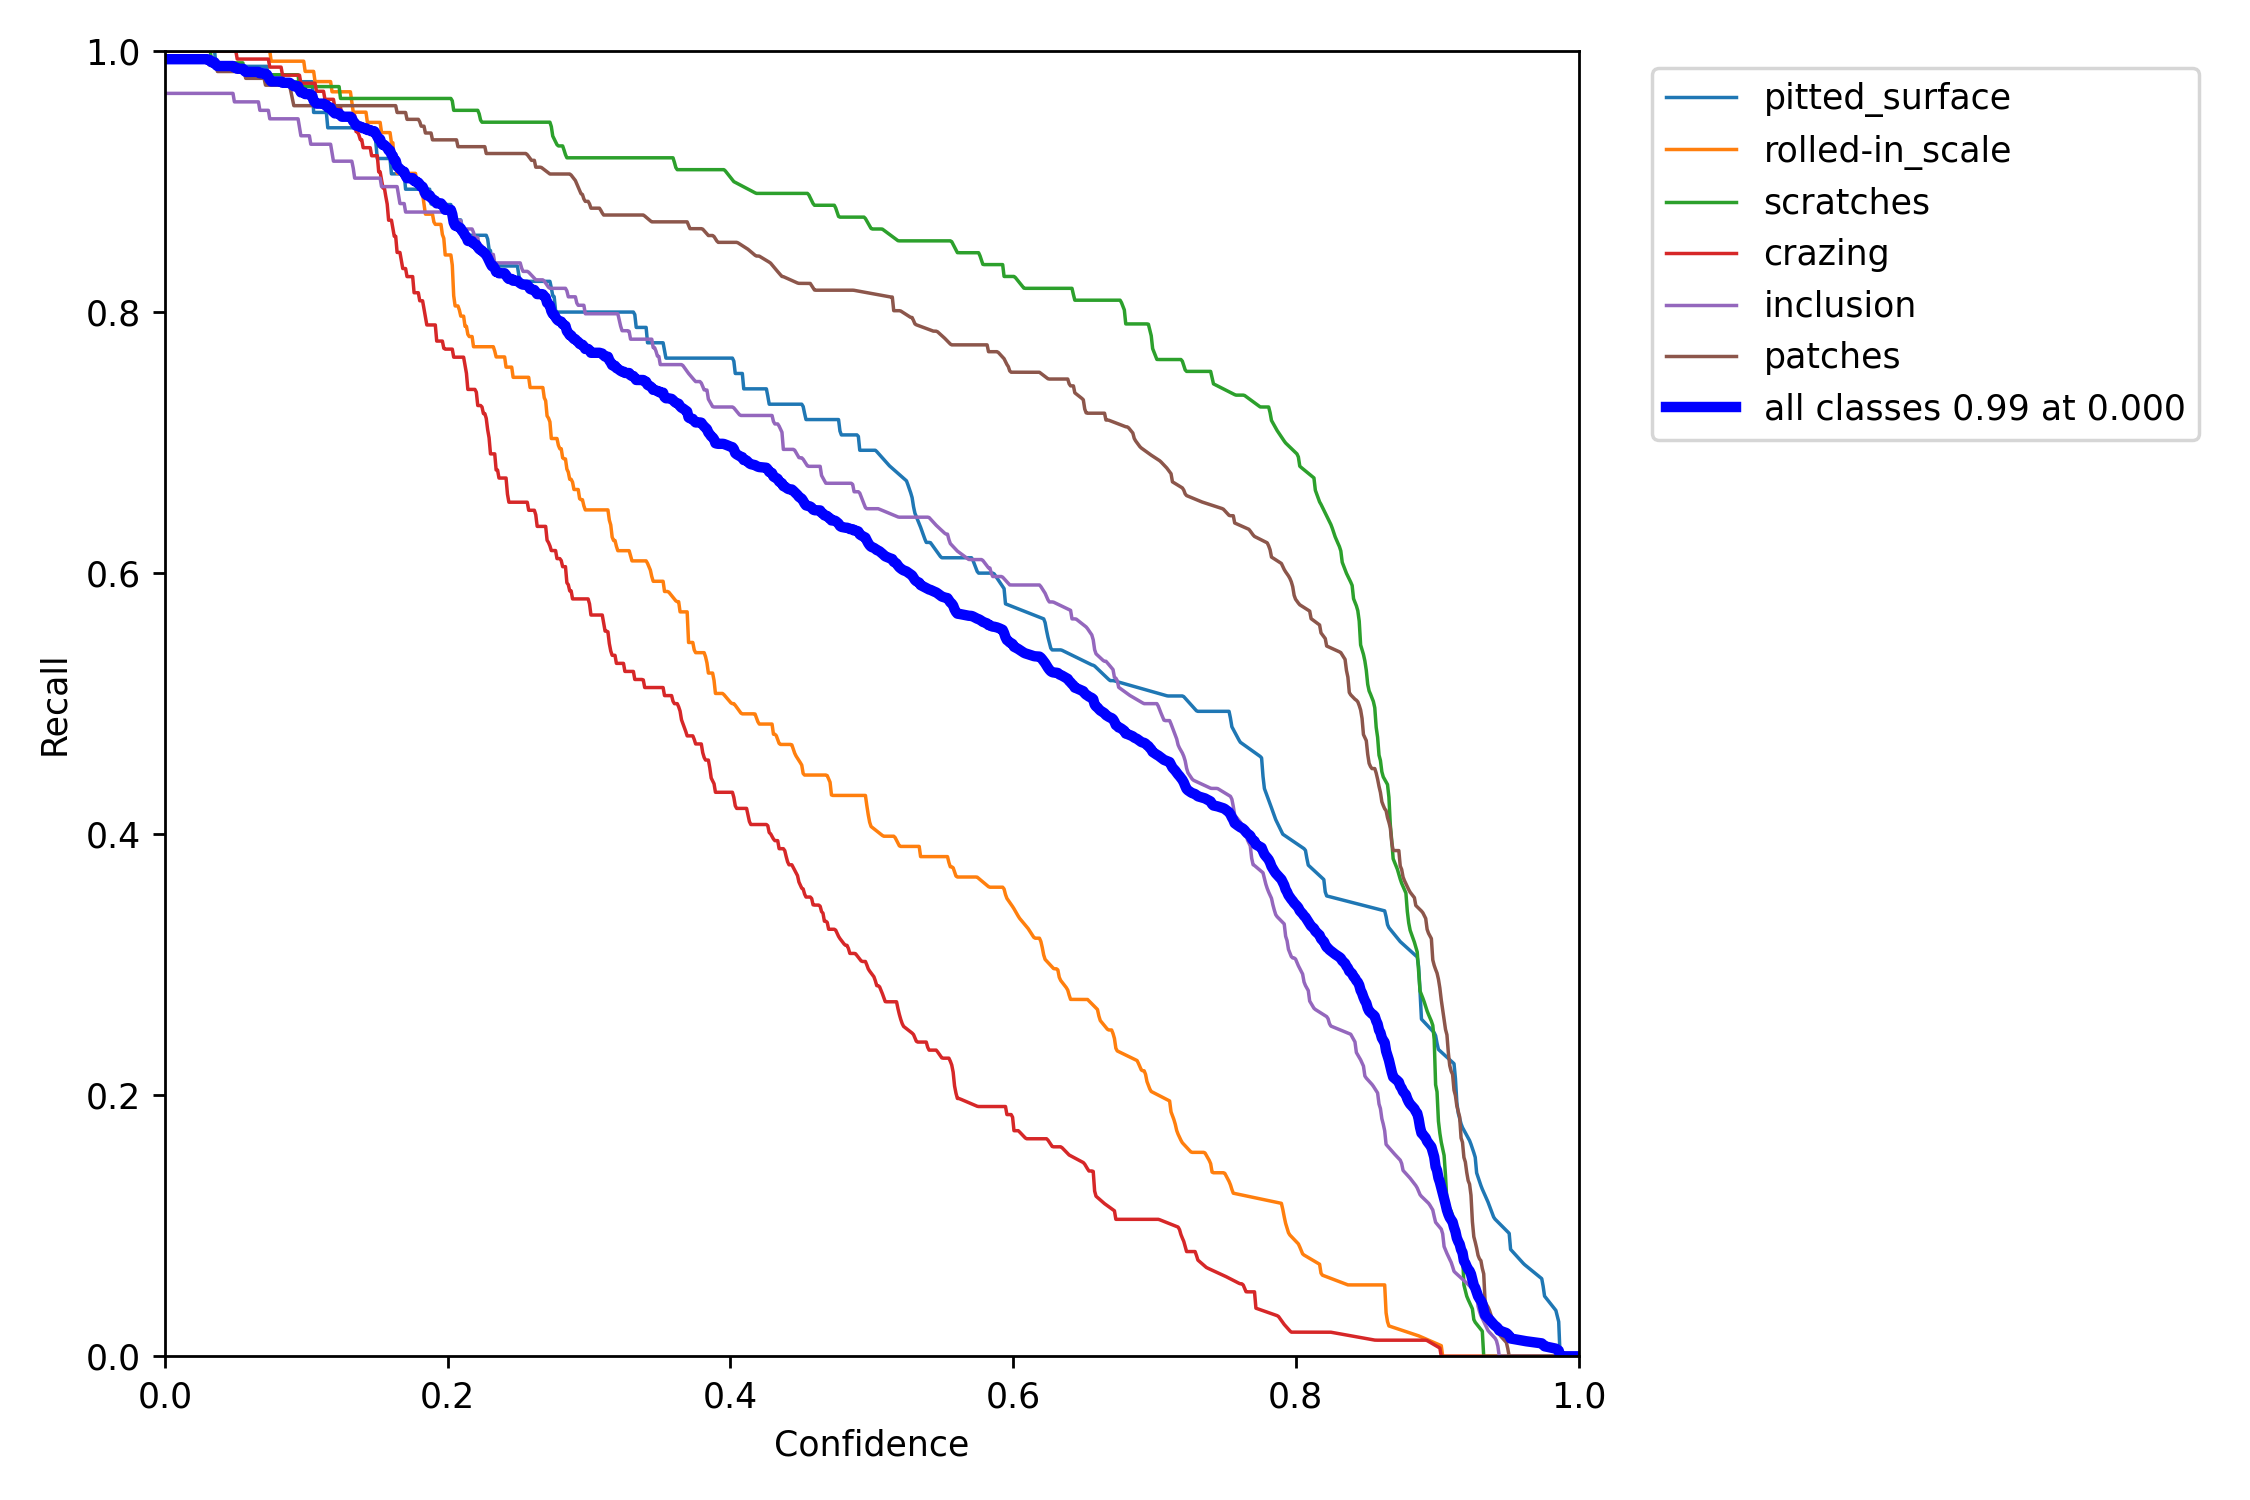 1.0
0.8
0.6
0.4
0.2
0.0
Recall
0.0 0.2 0.4 0.6 0.8 1.0
Confidence
pitted_surface
rolled-in_scale
scratches
crazing
inclusion
patches
all classes 0.99 at 0.000